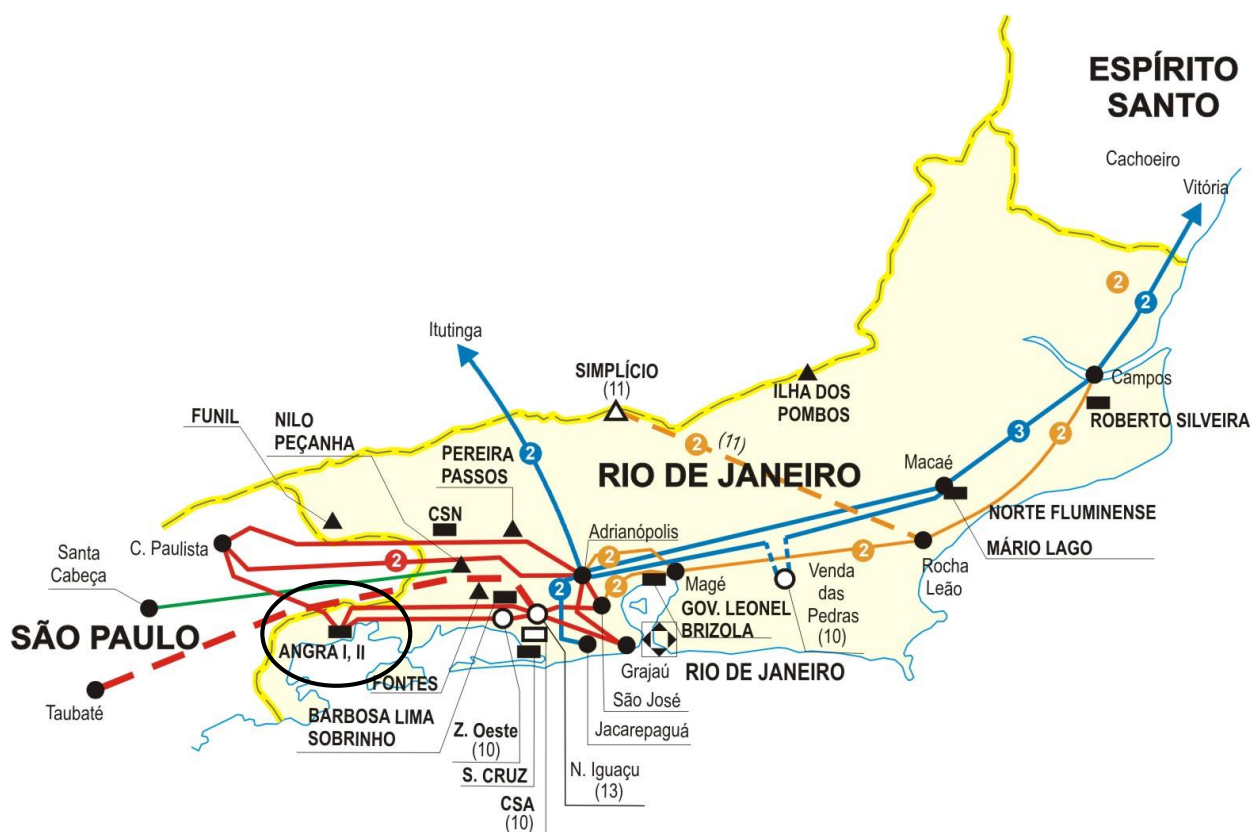 ESPÍRITO
SANTO
Cachoeiro
Vitória
2
2
Itutinga
SIMPLÍCIO
(11)
ILHA DOS
POMBOS
Campos
ROBERTO SILVEIRA
FUNIL
NILO
PEÇANHA
2
2
(11)
3
2
PEREIRA
PASSOS
RIO DE JANEIRO
Macaé
CSN
NORTE FLUMINENSE
MÁRIO LAGO
C. Paulista
Adrianópolis
Santa
Cabeça
2
2
2
2
2
Magé
Venda
das
Pedras
(10)
Rocha
Leão
SÃO PAULO
GOV. LEONEL
BRIZOLA
ANGRA I, II
FONTES
Grajaú
RIO DE JANEIRO
Taubaté
São José
BARBOSA LIMA
SOBRINHO
Jacarepaguá
Z. Oeste
(10)
S. CRUZ
N. Iguaçu
(13)
CSA
(10)